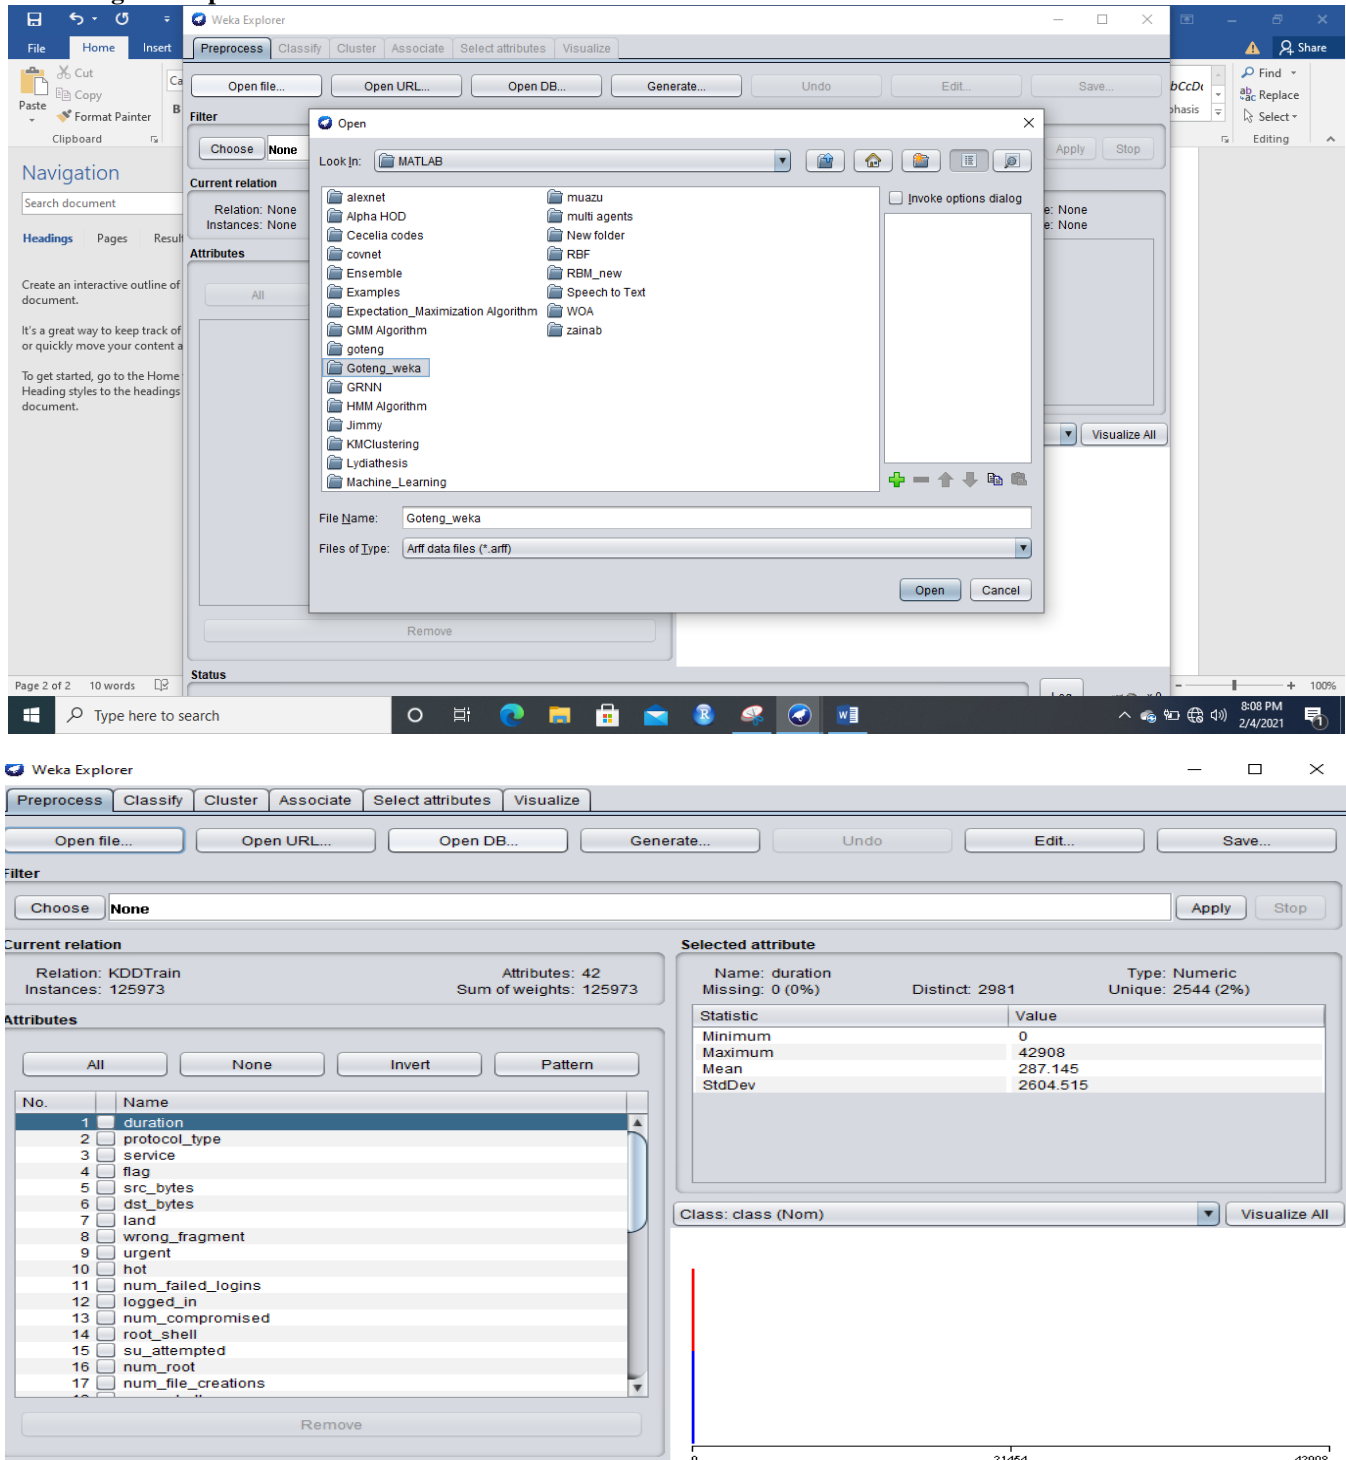 Weka Explorer
File Home Insert
Preprocess Classify Cluster Associate Select attributes Visualize
Share
Open file... Open URL... Open DB... Generate... Undo Edit... Save...
Cut
Copy
Paste
Format Painter
Clipboard
Ca
B
Filter
Choose None
Apply Stop
bCcDc
phasis
Find
Replace
Select
Editing
Navigation
Search document
Headings Pages Result
Create an interactive outline of
document.
It's a great way to keep track of
or quickly move your content a
To get started, go to the Home
Heading styles to the headings
document.
Current relation
Relation: None
Instances: None
e: None
e: None
Attributes
All
Visualize All
Remove
Status
Open
Look In: MATLAB
alexnet
Alpha HOD
Cecelia codes
covnet
Ensemble
Examples
Expectation_Maximization Algorithm
GMM Algorithm
goteng
Goteng_weka
GRNN
HMM Algorithm
Jimmy
KMClustering
Lydiathesis
Machine_Learning
muazu
multi agents
New folder
RBF
RBM_new
Speech to Text
WOA
zainab
Invoke options dialog
File Name: Goteng_weka
Files of Type: Arff data files (*.arff)
Open Cancel
Page 2 of 2 10 words
100%
Type here to search
8:08 PM
2/4/2021
Weka Explorer
Preprocess Classify Cluster Associate Select attributes Visualize
Open file... Open URL... Open DB... Generate... Undo Edit... Save...
Filter
Choose None Apply Stop
Current relation
Relation: KDDTrain Attributes: 42
Instances: 125973 Sum of weights: 125973
Attributes
All None Invert Pattern
No. Name
1 duration
2 protocol_type
3 service
4 flag
5 src_bytes
6 dst_bytes
7 land
8 wrong_fragment
9 urgent
10 hot
11 num_failed_logins
12 logged_in
13 num_compromised
14 root_shell
15 su_attempted
16 num_root
17 num_file_creations
Remove
Selected attribute
Name: duration Type: Numeric
Missing: 0 (0%) Distinct: 2981 Unique: 2544 (2%)
Statistic Value
Minimum 0
Maximum 42908
Mean 287.145
StdDev 2604.515
Class: class (Nom) Visualize All
0 21454 42908